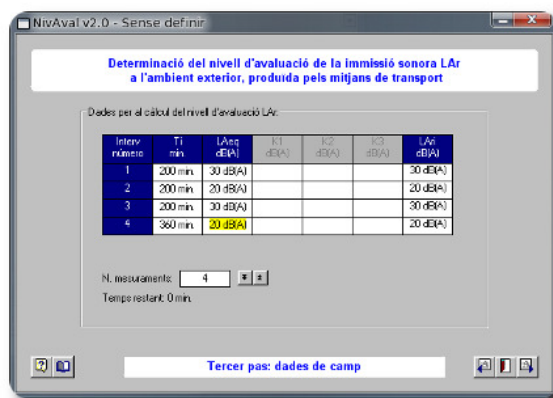 NivAval v2.0 - Sense definir
Determinació del nivell d'avaluació de la immissió sonora LAr
a l'ambient exterior, produïda pels mitjans de transport
Dades per al càlcul del nivell d'avaluació LAr:
Interv número Ti min. LAeq dB(A) K1 dB(A) K2 dB(A) K3 dB(A) LAri dB(A)
1 200 min. 30 dB(A) 30 dB(A)
2 200 min. 20 dB(A) 20 dB(A)
3 200 min. 30 dB(A) 30 dB(A)
4 360 min. 20 dB(A) 20 dB(A)
N. mesuraments: 4
Temps restant: 0 min.
Tercer pas: dades de camp